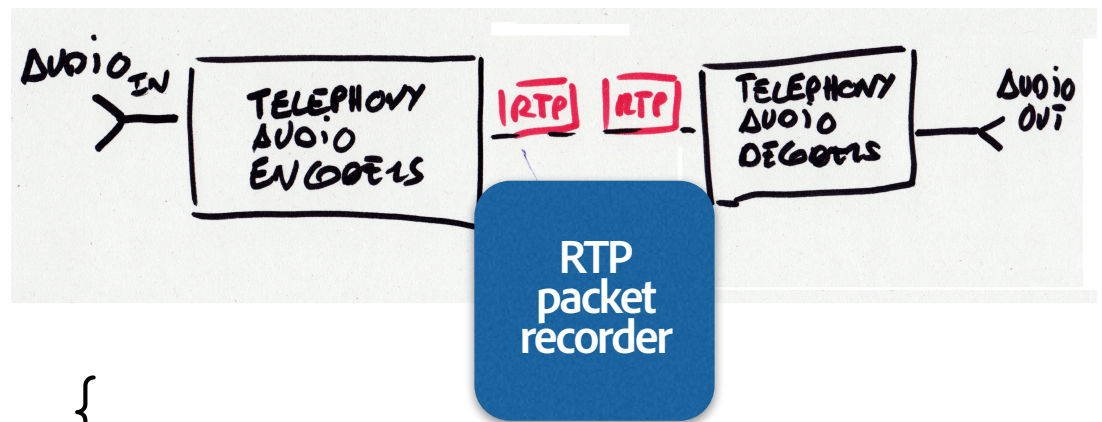 AUDIO IN
TELEPHONY
AUDIO
ENCODERS
RTP
RTP
TELEPHONY
AUDIO
DECODERS
AUDIO
OUT
RTP
packet
recorder
{